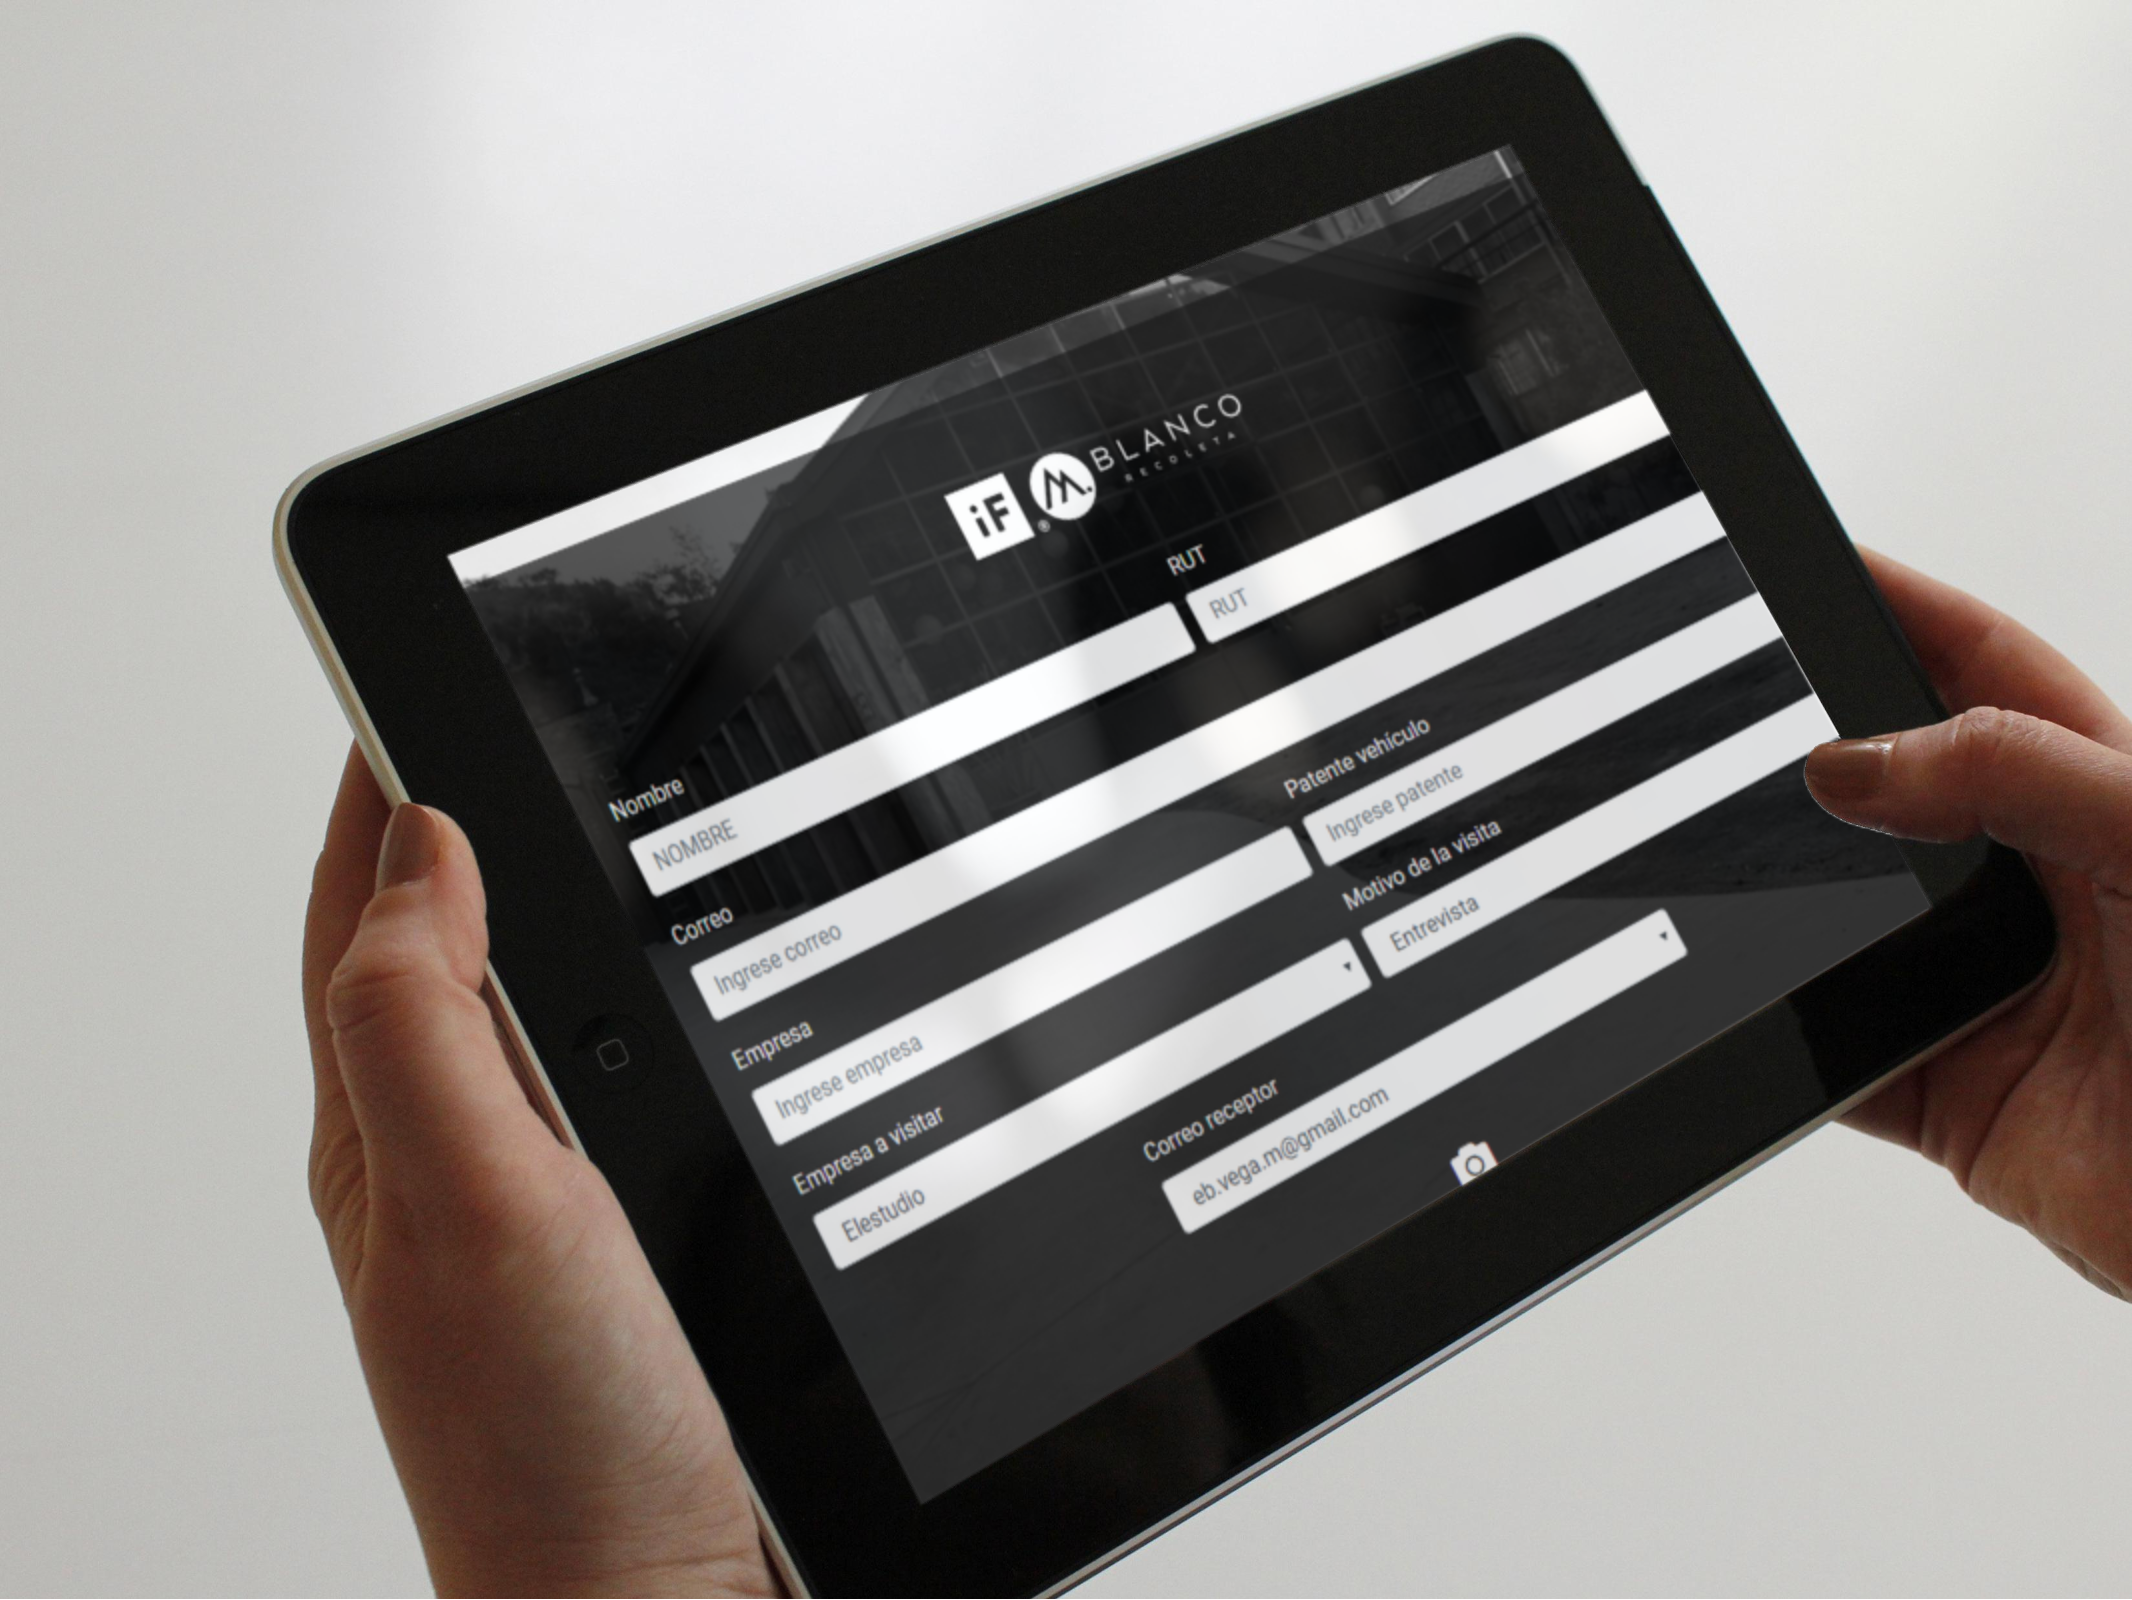 iF
M.
BLANCO
RECOLETA
®
Nombre
NOMBRE
RUT
RUT
Correo
Ingrese correo
Empresa
Ingrese empresa
Patente vehículo
Ingrese patente
Empresa a visitar
Elestudio
Motivo de la visita
Entrevista
Correo receptor
eb.vega.m@gmail.com